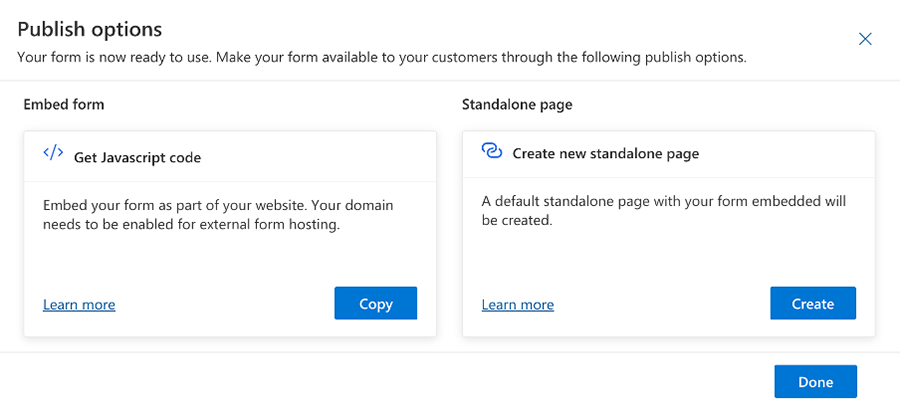 Publish options
Your form is now ready to use. Make your form available to your customers through the following publish options.
Embed form
Get Javascript code
Embed your form as part of your website. Your domain
needs to be enabled for external form hosting.
Learn more
Copy
Standalone page
Create new standalone page
A default standalone page with your form embedded will
be created.
Learn more
Create
Done